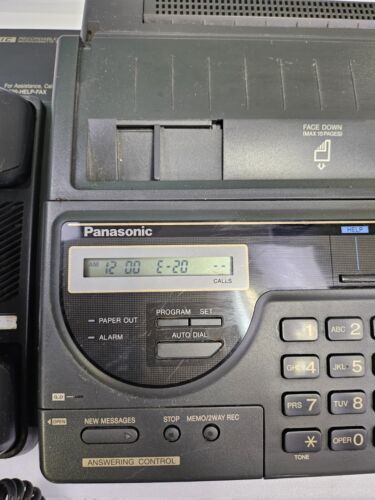 For Assistance, Cal
HELP-FAX
FACE DOWN
(MAX 10 PAGES)
Panasonic
HELP
AM 12 00 E-20 --
CALLS
PROGRAM SET
PAPER OUT
ALARM
AUTO DIAL
1 ABC 2
GHI 4 JKL 5
PRS 7 TUV 8
* OPER 0
TONE
OPEN
NEW MESSAGES STOP MEMO/2WAY REC
ANSWERING CONTROL